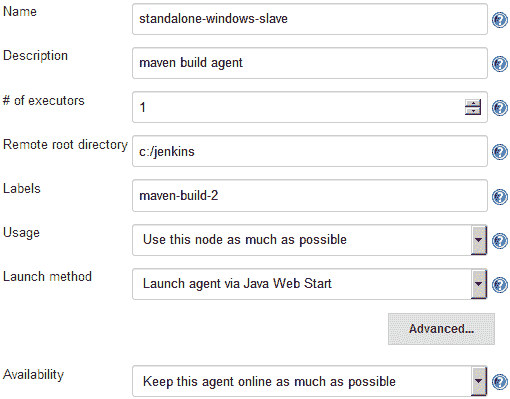 Name standalone-windows-slave
Description maven build agent
# of executors 1
Remote root directory c:/jenkins
Labels maven-build-2
Usage Use this node as much as possible
Launch method Launch agent via Java Web Start
Advanced...
Availability Keep this agent online as much as possible